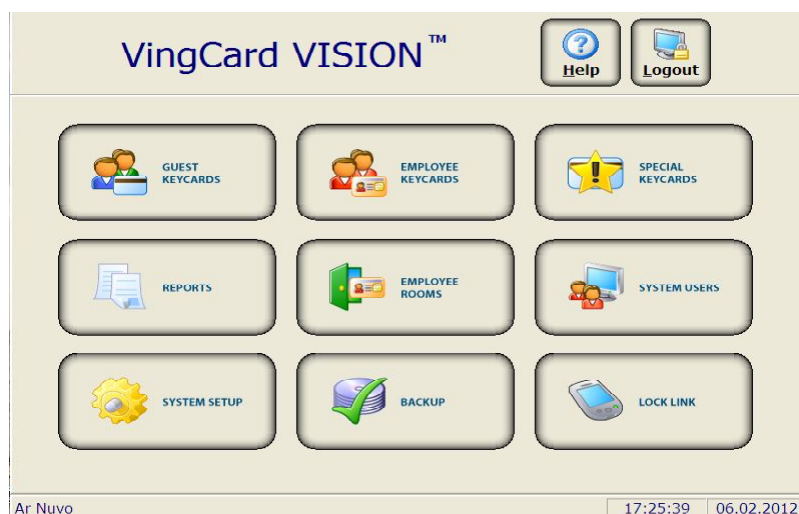 VingCard VISION™
Help
Logout
GUEST
KEYCARDS
EMPLOYEE
KEYCARDS
SPECIAL
KEYCARDS
REPORTS
EMPLOYEE
ROOMS
SYSTEM USERS
SYSTEM SETUP
BACKUP
LOCK LINK
Ar Nuvo
17:25:39
06.02.2012